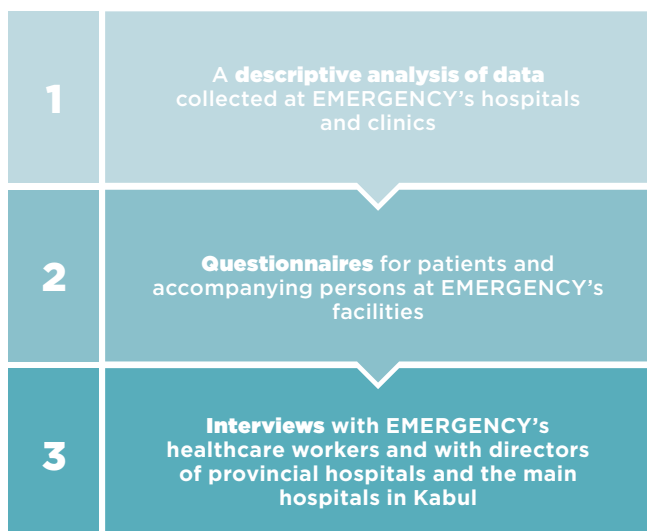 1
A descriptive analysis of data
collected at EMERGENCY's hospitals
and clinics
2
Questionnaires for patients and
accompanying persons at EMERGENCY's
facilities
3
Interviews with EMERGENCY's
healthcare workers and with directors
of provincial hospitals and the main
hospitals in Kabul